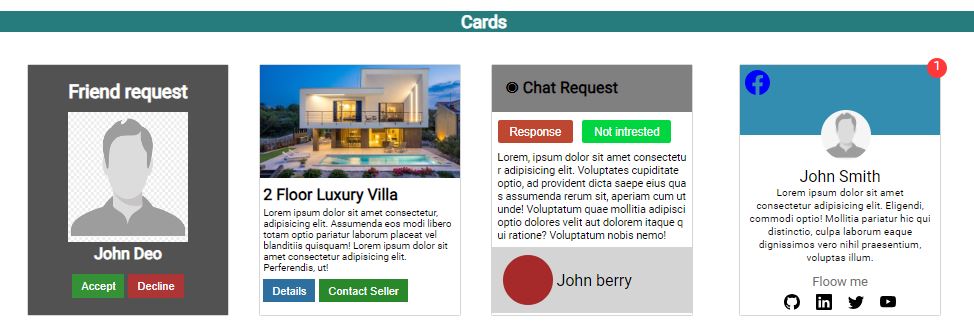 Cards
Friend request
John Deo
Accept Decline
2 Floor Luxury Villa
Lorem ipsum dolor sit amet consectetur,
adipisicing elit. Assumenda eos modi libero
totam optio pariatur laborum placeat vel
blanditiis quisquam! Lorem ipsum dolor sit
amet consectetur adipisicing elit.
Perferendis, ut!
Details Contact Seller
Chat Request
Response Not intrested
Lorem, ipsum dolor sit amet consectetu
r adipisicing elit. Voluptates cupiditate
optio, ad provident dicta saepe eius qua
s assumenda rerum sit, aperiam cum ut
unde! Voluptatum quae mollitia adipisci
optio dolores velit aut dolorem itaque q
ui ratione? Voluptatum nobis nemo!
John berry
1
John Smith
Lorem ipsum dolor sit amet
consectetur, adipisicing elit. Eligendi,
commodi optio! Mollitia pariatur hic qui
distinctio, culpa laborum eaque
dignissimos vero nihil praesentium,
voluptas illum.
Floow me